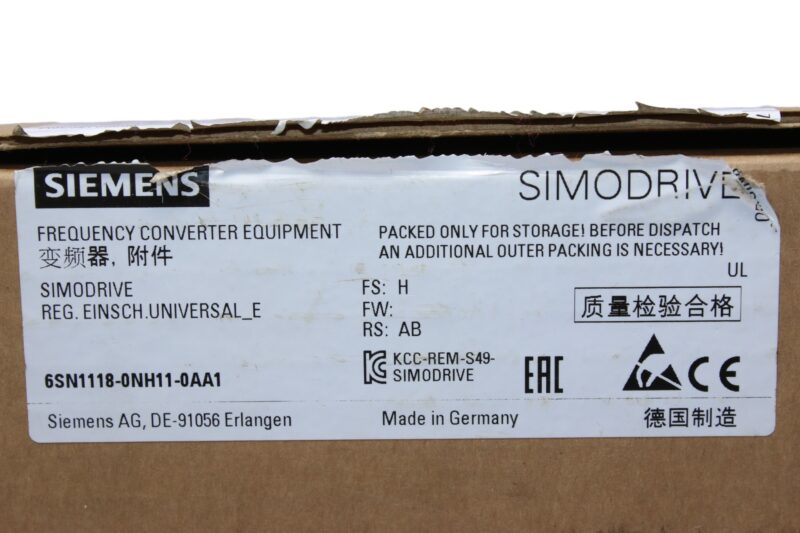 SIEMENS
SIMODRIVE
FREQUENCY CONVERTER EQUIPMENT
变频器, 附件
PACKED ONLY FOR STORAGE! BEFORE DISPATCH
AN ADDITIONAL OUTER PACKING IS NECESSARY!
UL
SIMODRIVE
REG. EINSCH.UNIVERSAL_E
FS: H
FW:
RS: AB
质量检验合格
6SN1118-0NH11-0AA1
KCC-REM-S49-
SIMODRIVE
EAC
CE
Siemens AG, DE-91056 Erlangen
Made in Germany
德国制造